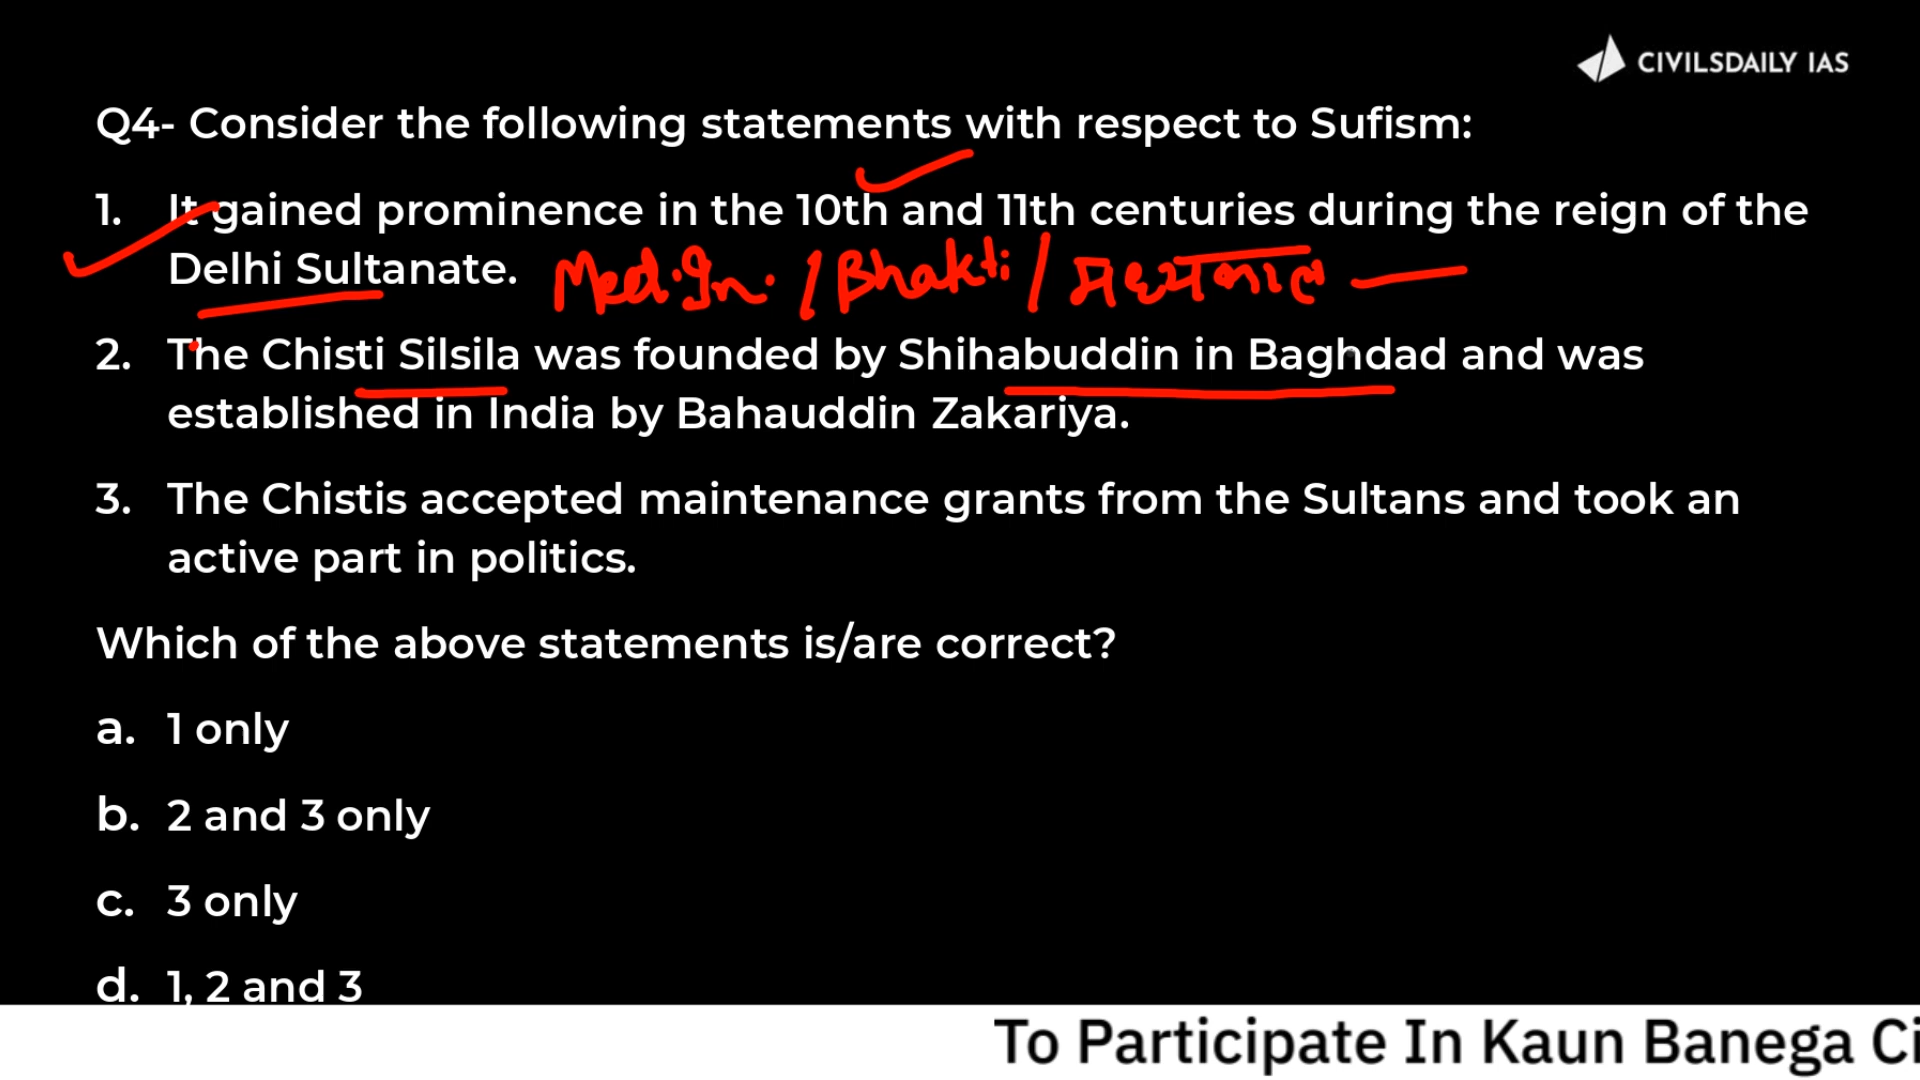 CIVILSDAILY IAS
Q4- Consider the following statements with respect to Sufism:
1. It gained prominence in the 10th and 11th centuries during the reign of the
Delhi Sultanate. Med.In. / Bhakti / मध्यकाल
2. The Chisti Silsila was founded by Shihabuddin in Baghdad and was
established in India by Bahauddin Zakariya.
3. The Chistis accepted maintenance grants from the Sultans and took an
active part in politics.
Which of the above statements is/are correct?
a. 1 only
b. 2 and 3 only
c. 3 only
d. 1, 2 and 3
To Participate In Kaun Banega Ci